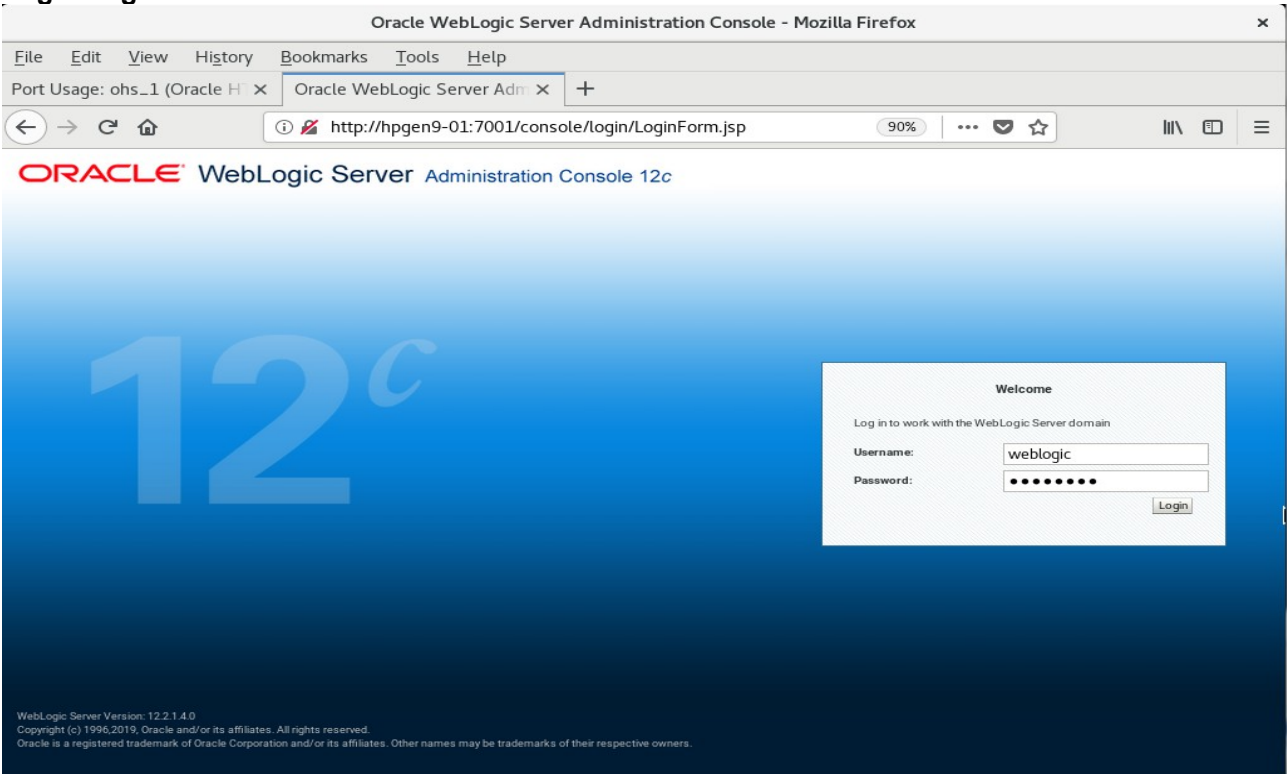 Oracle WebLogic Server Administration Console - Mozilla Firefox ×
File Edit View History Bookmarks Tools Help
Port Usage: ohs_1 (Oracle HT × Oracle WebLogic Server Adm × +
http://hpgen9-01:7001/console/login/LoginForm.jsp 90%
ORACLE WebLogic Server Administration Console 12c
12c
Welcome
Log in to work with the WebLogic Server domain
Username: weblogic
Password: ••••••••
Login
WebLogic Server Version: 12.2.1.4.0
Copyright (c) 1996,2019, Oracle and/or its affiliates. All rights reserved.
Oracle is a registered trademark of Oracle Corporation and/or its affiliates. Other names may be trademarks of their respective owners.